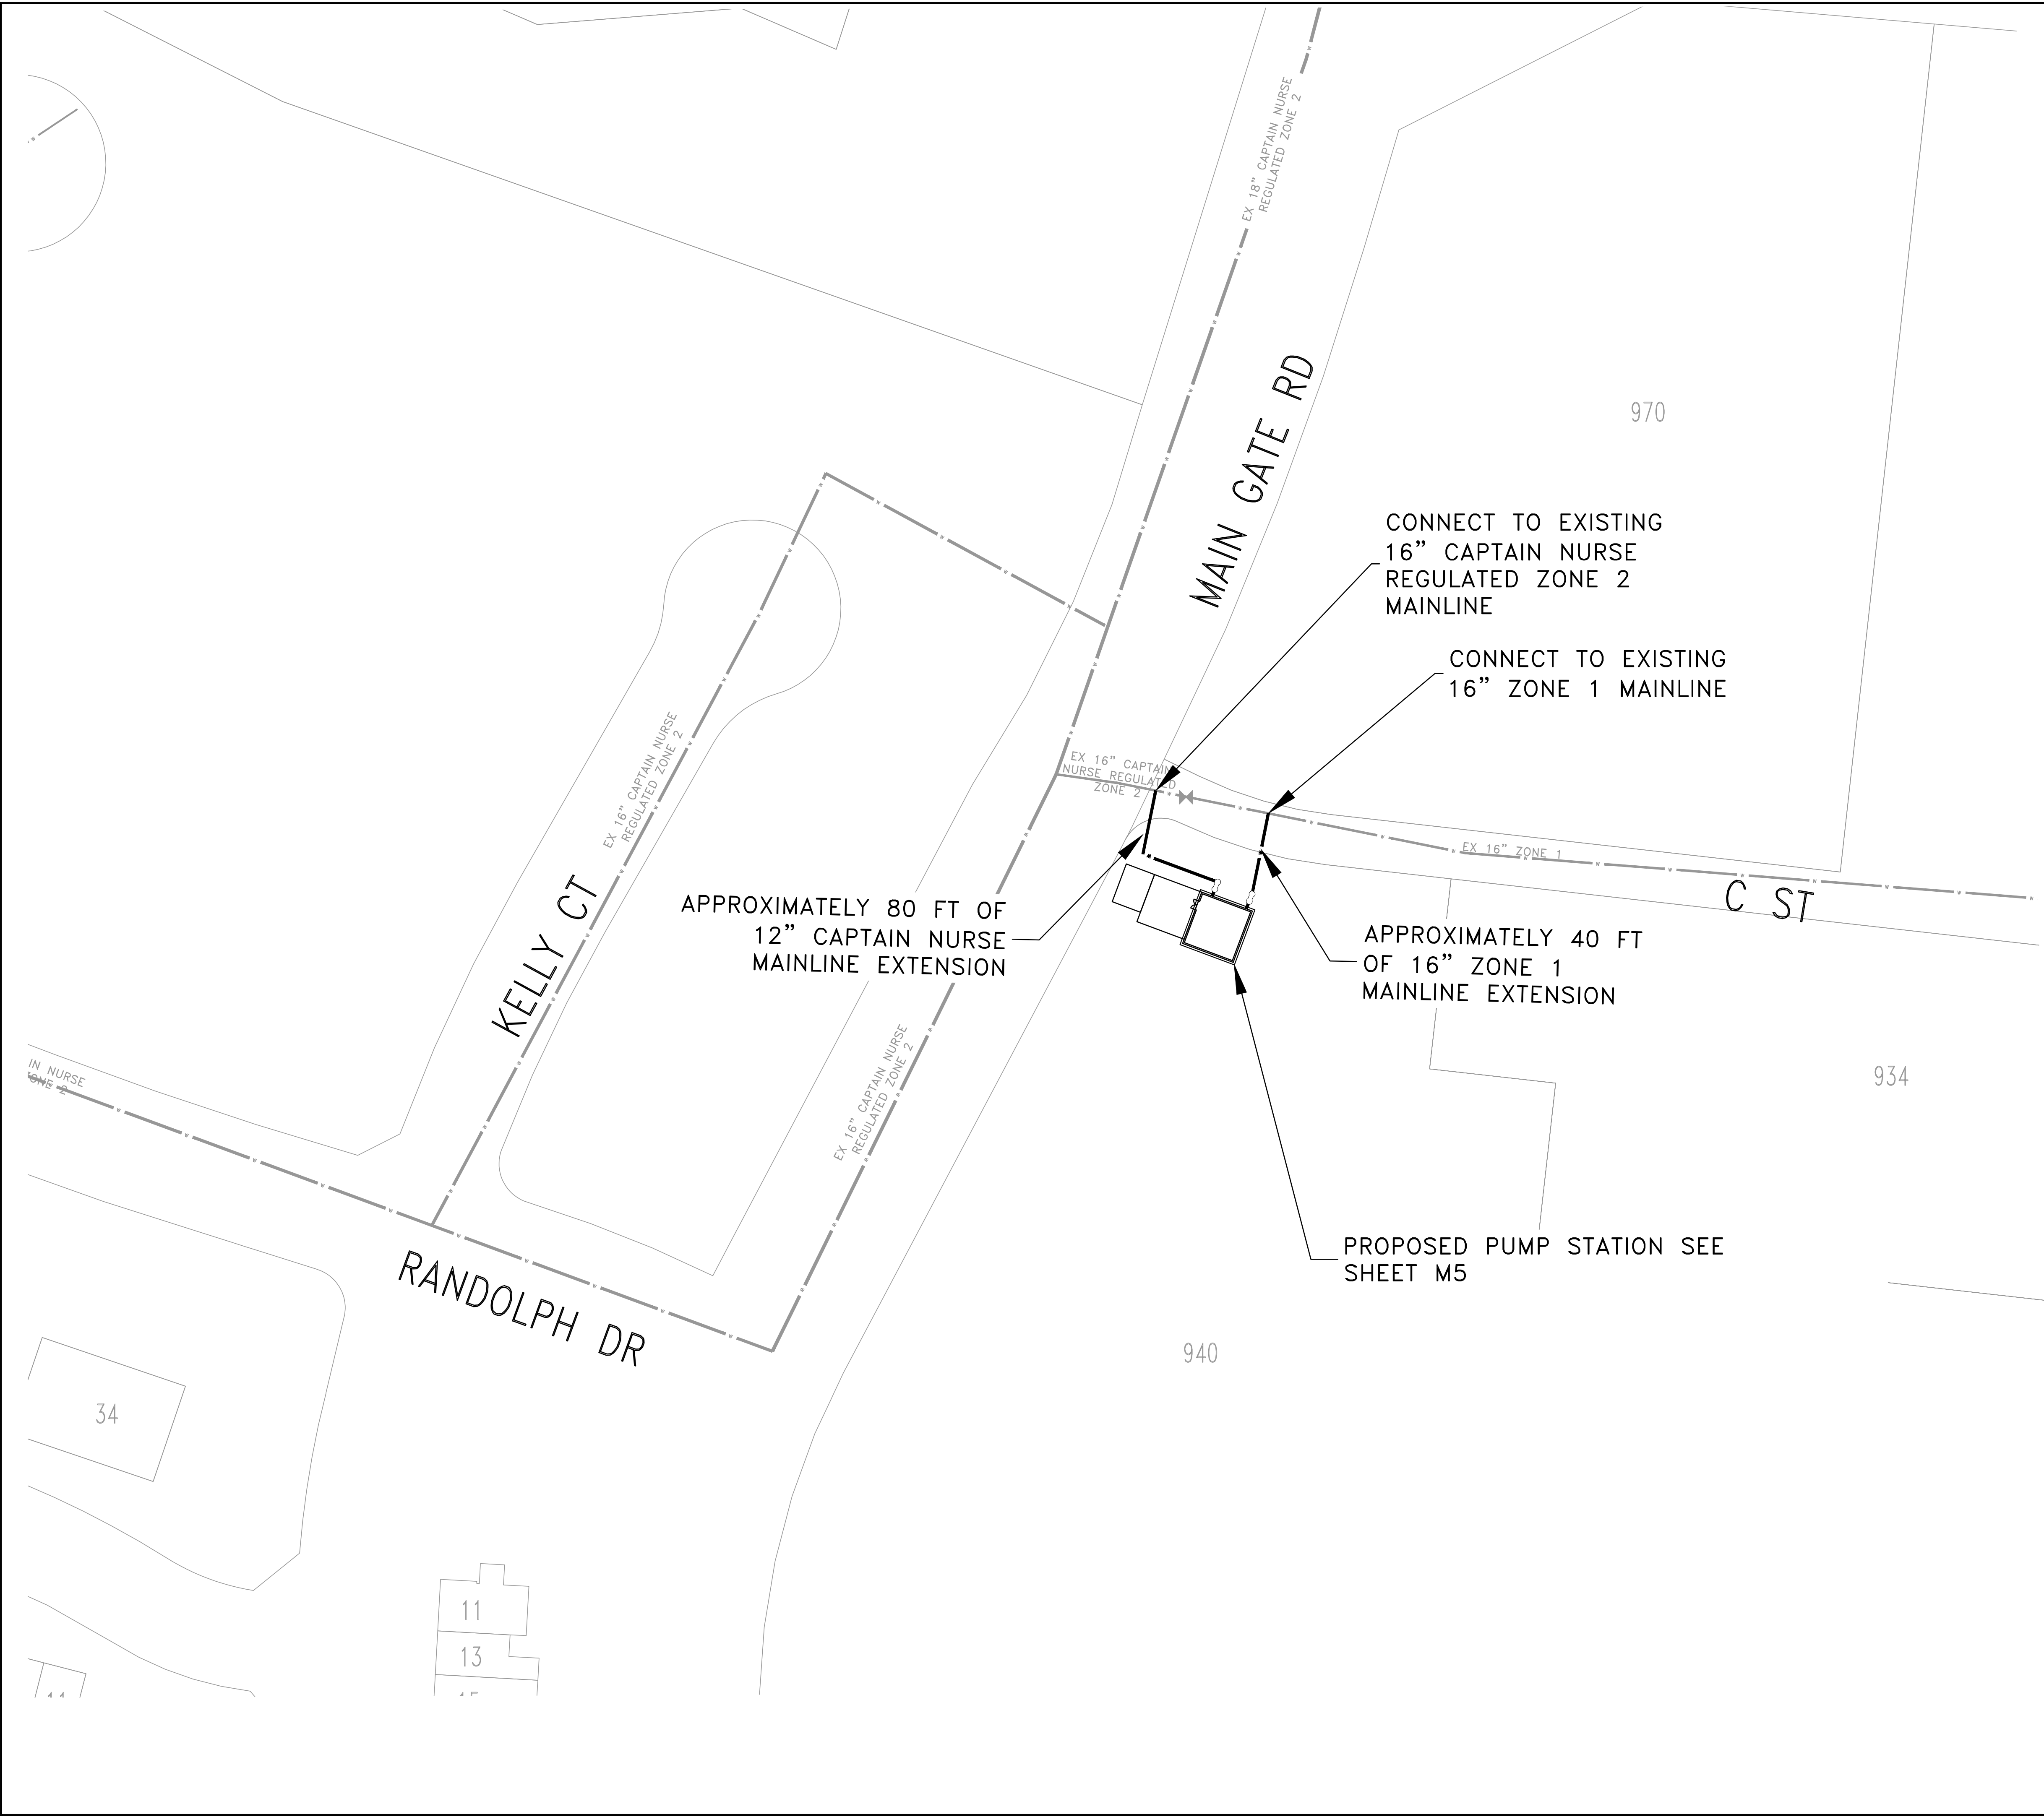 EX 18” CAPTAIN NURSE
REGULATED ZONE 2
MAIN GATE RD
970
CONNECT TO EXISTING
16” CAPTAIN NURSE
REGULATED ZONE 2
MAINLINE
CONNECT TO EXISTING
16” ZONE 1 MAINLINE
EX 16” CAPTAIN NURSE
REGULATED ZONE 2
EX 16” CAPTAIN
NURSE REGULATED
ZONE 2
EX 16” ZONE 1
C ST
KELLY CT
APPROXIMATELY 80 FT OF
12” CAPTAIN NURSE
MAINLINE EXTENSION
APPROXIMATELY 40 FT
OF 16” ZONE 1
MAINLINE EXTENSION
IN NURSE
ONE 2
EX 16” CAPTAIN NURSE
REGULATED ZONE 2
934
RANDOLPH DR
PROPOSED PUMP STATION SEE
SHEET M5
940
34
11
13